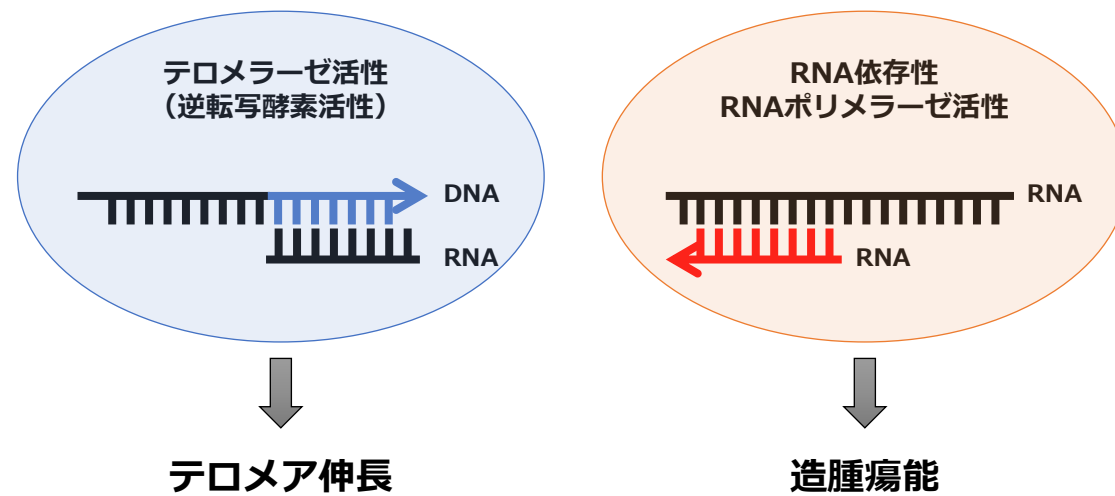 テロメラーゼ活性
（逆転写酵素活性）
DNA
RNA
テロメア伸長
RNA依存性
RNAポリメラーゼ活性
RNA
RNA
造腫瘍能